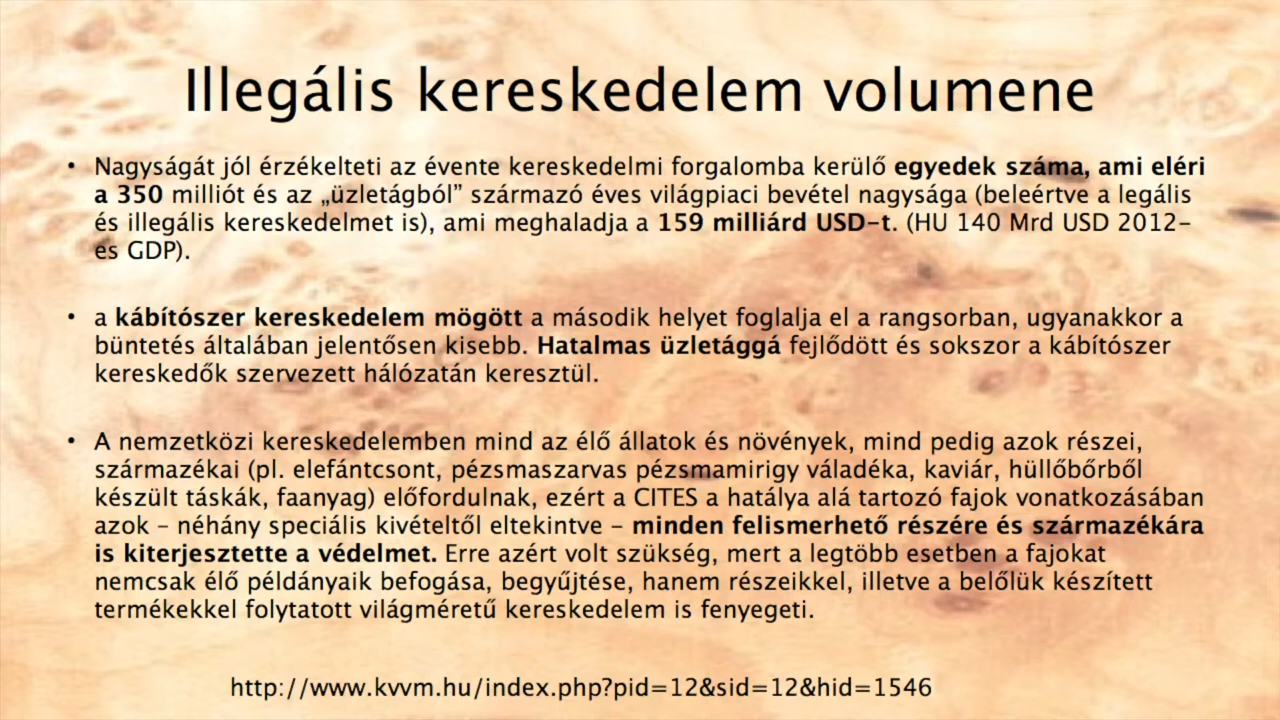 Illegális kereskedelem volumene
• Nagyságát jól érzékelteti az évente kereskedelmi forgalomba kerülő egyedek száma, ami eléri
a 350 milliót és az „üzletágból” származó éves világpiaci bevétel nagysága (beleértve a legális
és illegális kereskedelmet is), ami meghaladja a 159 milliárd USD-t. (HU 140 Mrd USD 2012-
es GDP).
• a kábítószer kereskedelem mögött a második helyet foglalja el a rangsorban, ugyanakkor a
büntetés általában jelentősen kisebb. Hatalmas üzletággá fejlődött és sokszor a kábítószer
kereskedők szervezett hálózatán keresztül.
• A nemzetközi kereskedelemben mind az élő állatok és növények, mind pedig azok részei,
származékai (pl. elefántcsont, pézsmaszarvas pézsmamirigy váladéka, kaviár, hüllőbőrből
készült táskák, faanyag) előfordulnak, ezért a CITES a hatálya alá tartozó fajok vonatkozásában
azok – néhány speciális kivételtől eltekintve – minden felismerhető részére és származékára
is kiterjesztette a védelmet. Erre azért volt szükség, mert a legtöbb esetben a fajokat
nemcsak élő példányaik befogása, begyűjtése, hanem részeikkel, illetve a belőlük készített
termékekkel folytatott világméretű kereskedelem is fenyegeti.
http://www.kvvm.hu/index.php?pid=12&sid=12&hid=1546